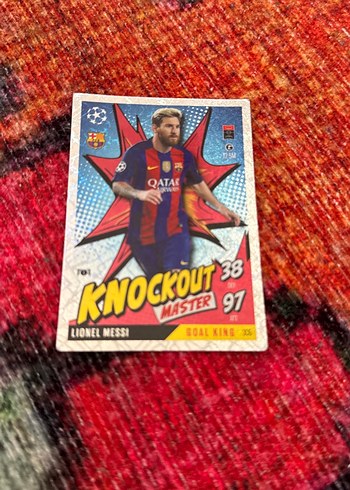 QATAR
KNOCKOUT
MASTER
38
97
LIONEL MESSI
GOAL KING